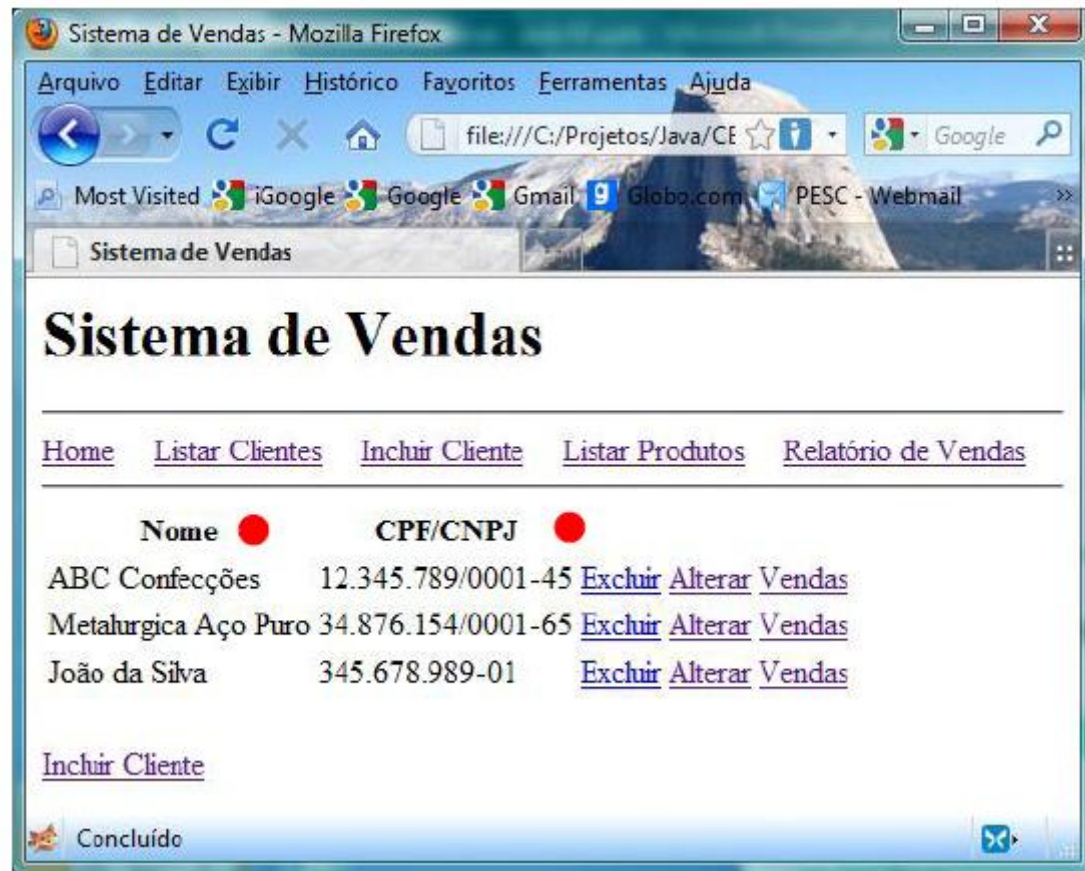 Sistema de Vendas - Mozilla Firefox
Arquivo Editar Exibir Histórico Favoritos Ferramentas Ajuda
file:///C:/Projetos/Java/CE Google
Most Visited iGoogle Google Gmail Globo.com PESC - Webmail »
Sistema de Vendas
Sistema de Vendas
Home Listar Clientes Incluir Cliente Listar Produtos Relatório de Vendas
Nome CPF/CNPJ
ABC Confecções 12.345.789/0001-45 Excluir Alterar Vendas
Metalurgica Aço Puro 34.876.154/0001-65 Excluir Alterar Vendas
João da Silva 345.678.989-01 Excluir Alterar Vendas
Incluir Cliente
Concluído